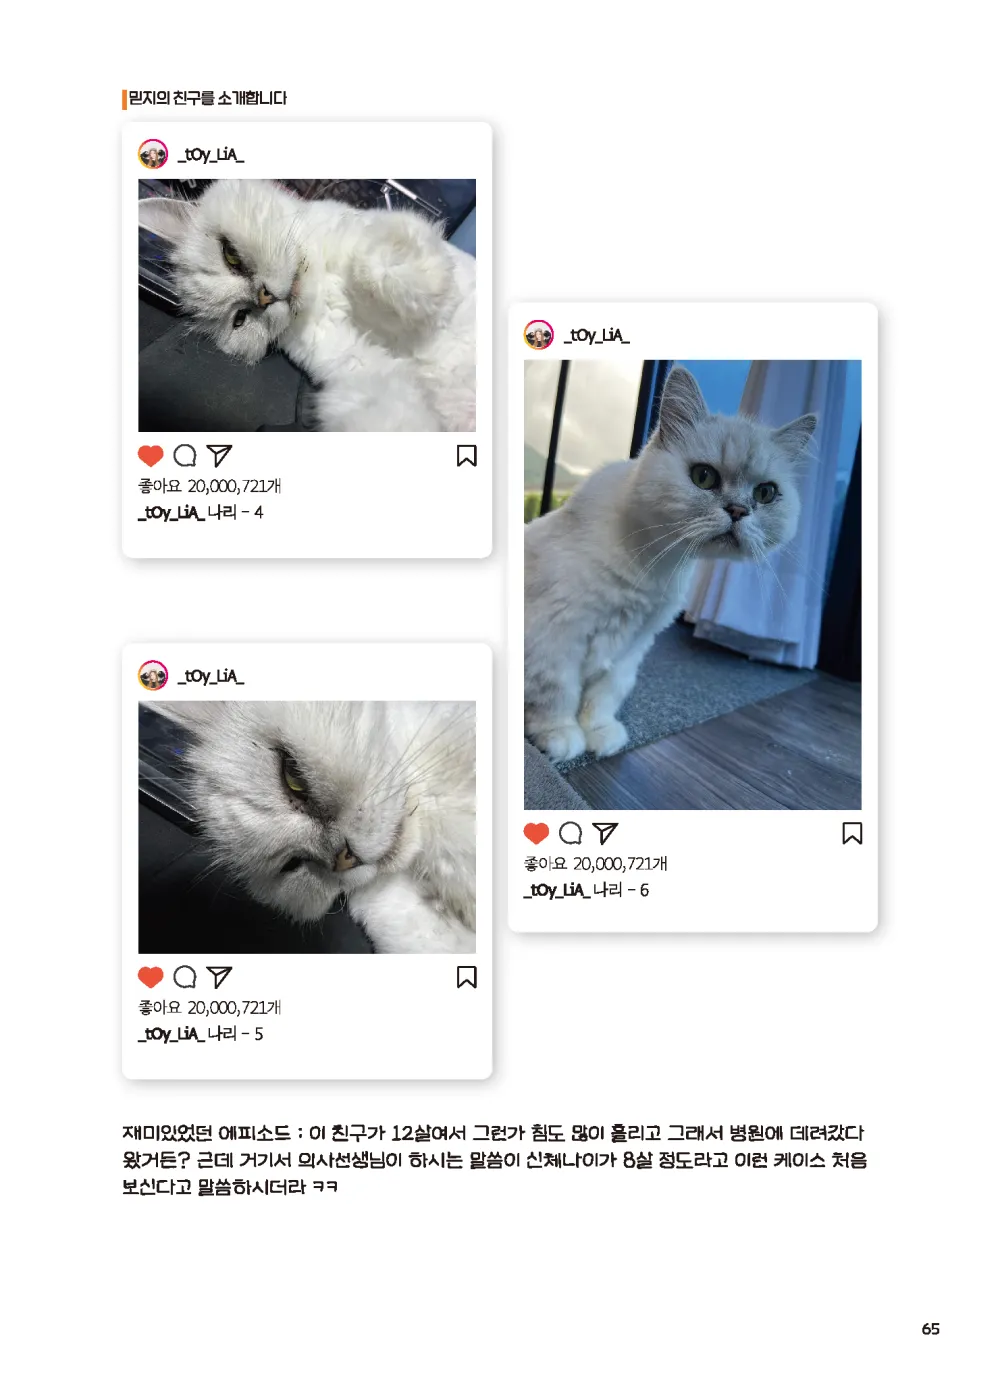 믿지의 친구를 소개합니다
_tOy_LiA_
좋아요 20,000,721개
_tOy_LiA_ 나리 - 4
_tOy_LiA_
좋아요 20,000,721개
_tOy_LiA_ 나리 - 6
_tOy_LiA_
좋아요 20,000,721개
_tOy_LiA_ 나리 - 5
재미있었던 에피소드 : 이 친구가 12살여서 그런가 침도 많이 흘리고 그래서 병원에 데려갔다
왔거든? 근데 거기서 의사선생님이 하시는 말씀이 신체나이가 8살 정도라고 이런 케이스 처음
보신다고 말씀하시더라 ㅋㅋ
65